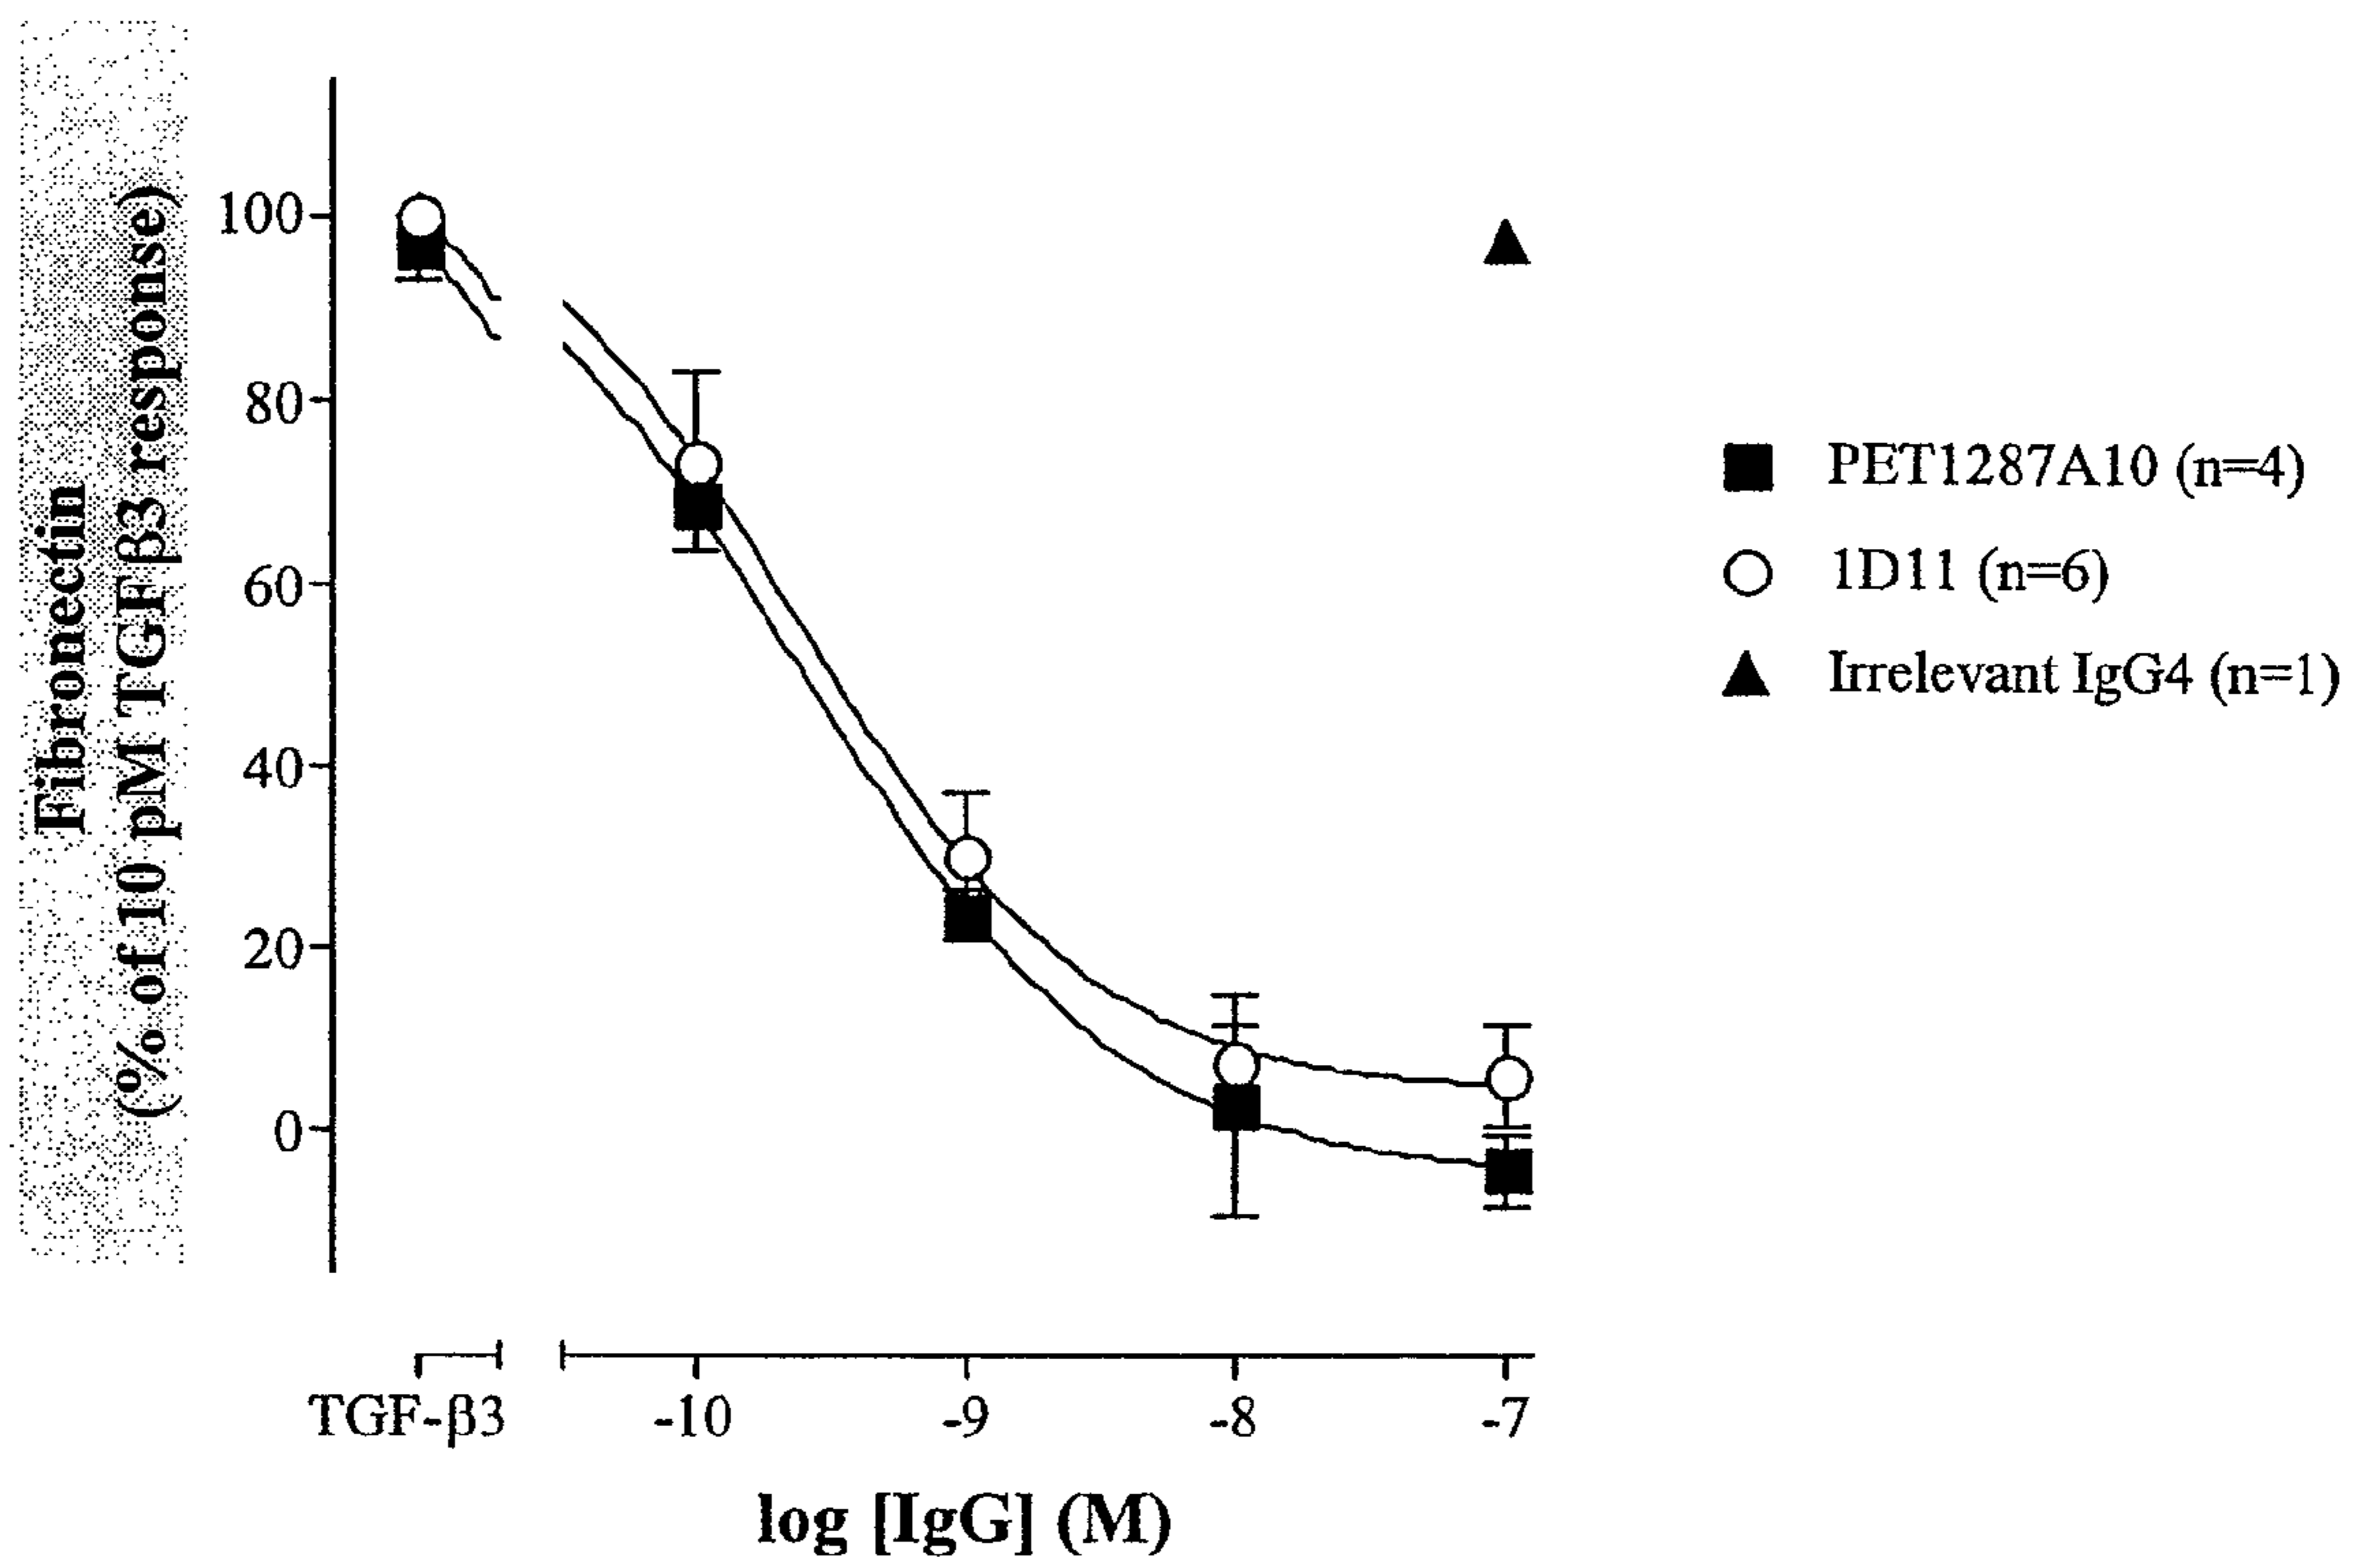 Fibronectin
(% of 10 pM TGFβ3 response)
100
80
60
40
20
0
PET1287A10 (n=4)
1D11 (n=6)
Irrelevant IgG4 (n=1)
TGF-β3 -10 -9 -8 -7
log [IgG] (M)